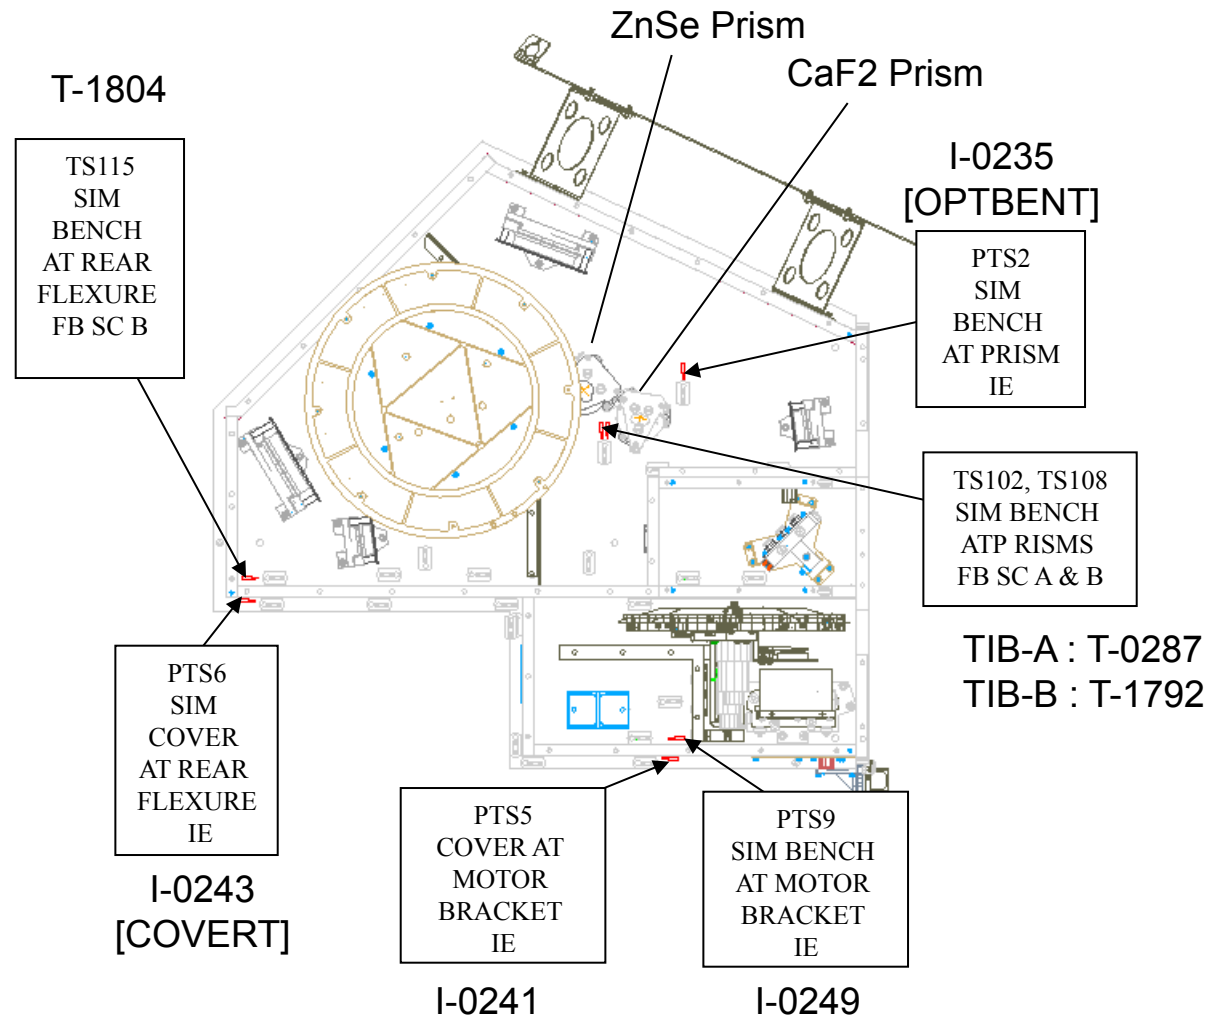 ZnSe Prism
CaF2 Prism
T-1804
TS115
SIM
BENCH
AT REAR
FLEXURE
FB SC B
I-0235
[OPTBENT]
PTS2
SIM
BENCH
AT PRISM
IE
TS102, TS108
SIM BENCH
ATP RISMS
FB SC A & B
TIB-A : T-0287
TIB-B : T-1792
PTS6
SIM
COVER
AT REAR
FLEXURE
IE
I-0243
[COVERT]
PTS5
COVER AT
MOTOR
BRACKET
IE
I-0241
PTS9
SIM BENCH
AT MOTOR
BRACKET
IE
I-0249